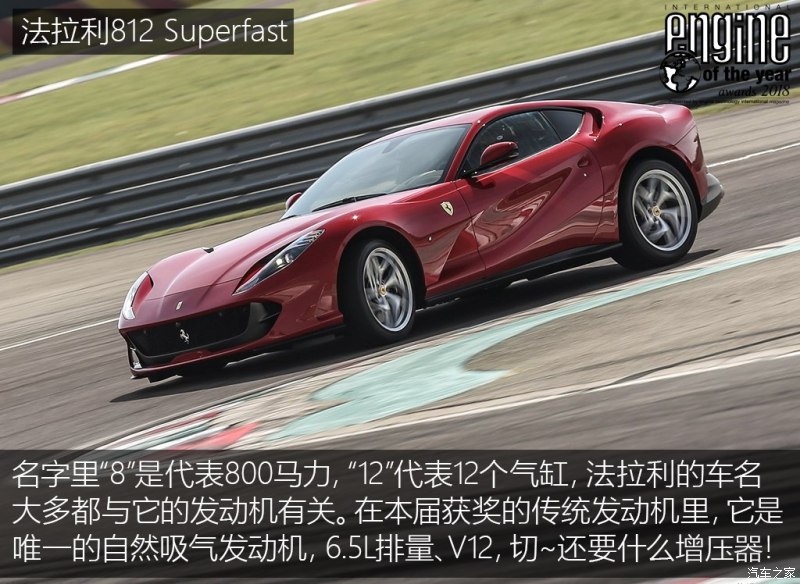 法拉利812 Superfast
INTERNATIONAL
engine
of the year
awards 2018
名字里“8”是代表800马力, “12”代表12个气缸, 法拉利的车名
大多都与它的发动机有关。在本届获奖的传统发动机里, 它是
唯一的自然吸气发动机, 6.5L排量、V12, 切~还要什么增压器!
汽车之家